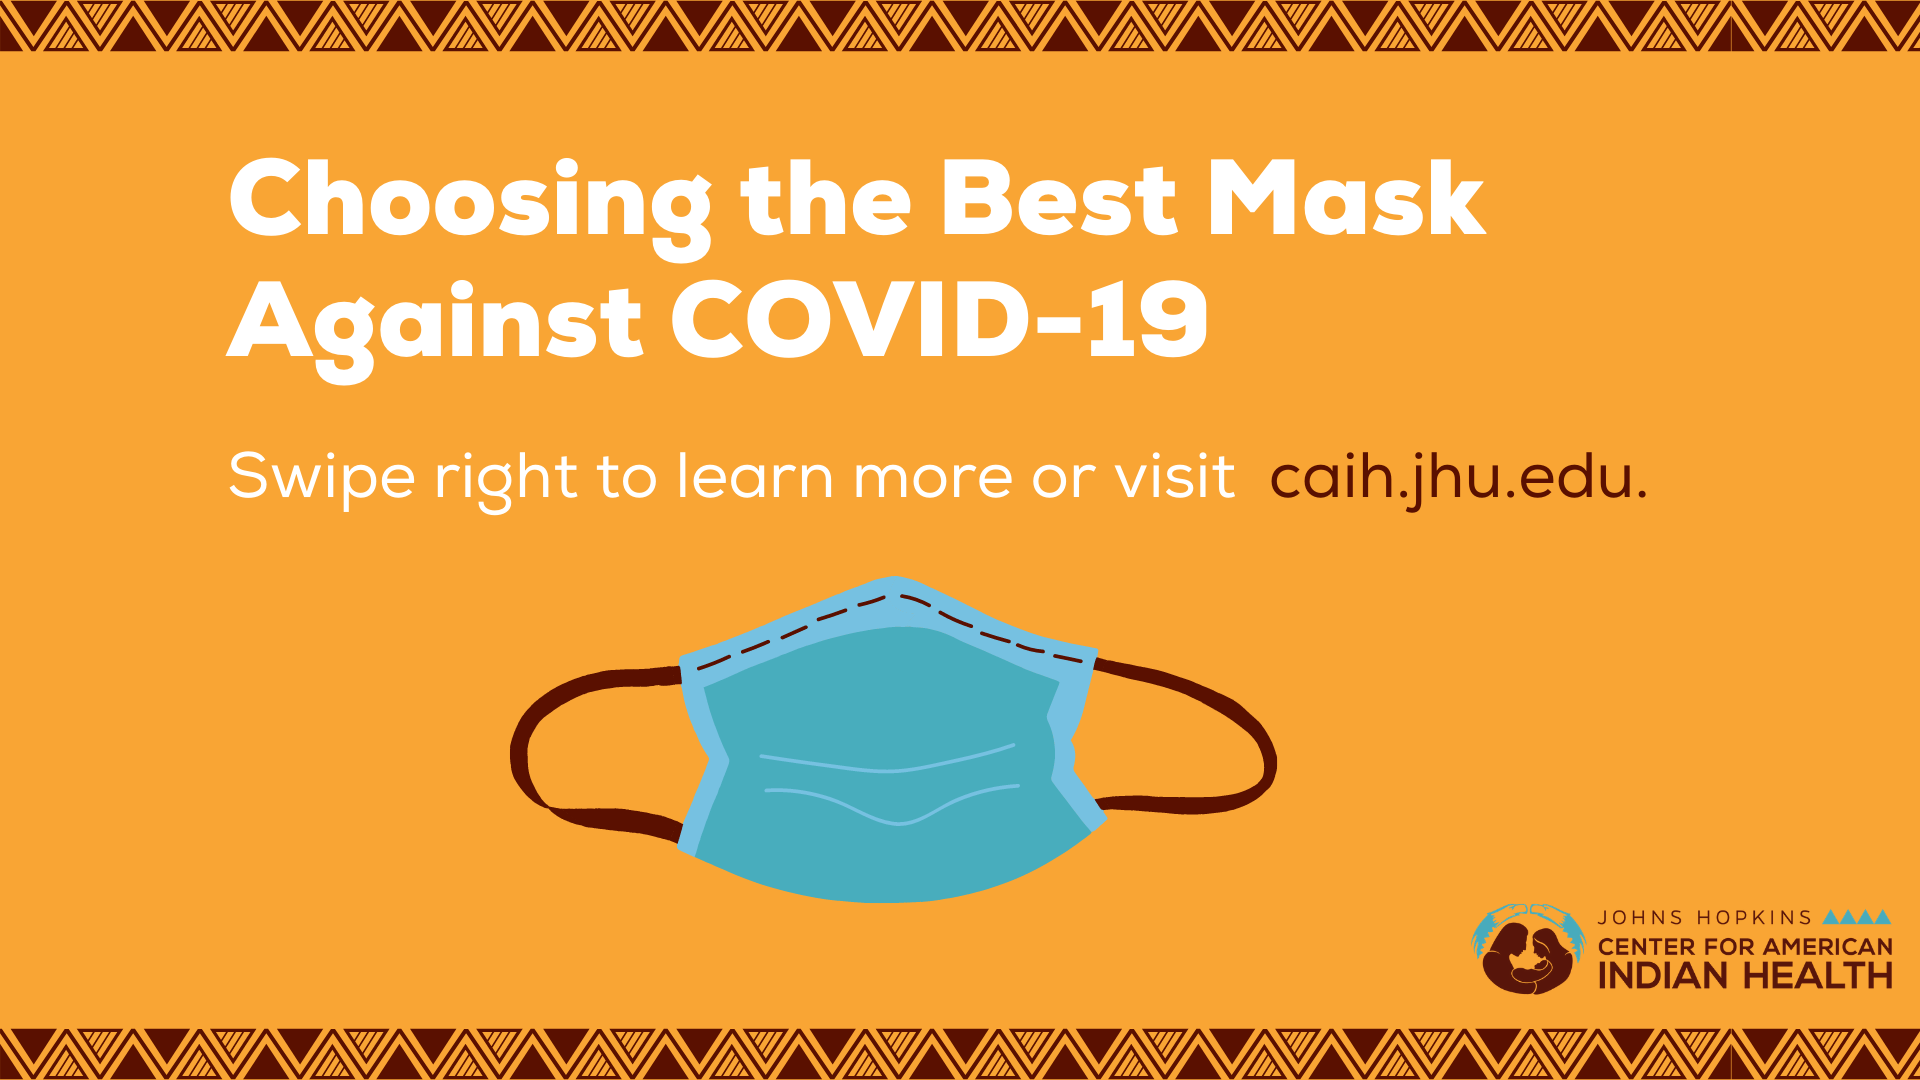 Choosing the Best Mask
Against COVID-19
Swipe right to learn more or visit caih.jhu.edu.
JOHNS HOPKINS
CENTER FOR AMERICAN
INDIAN HEALTH